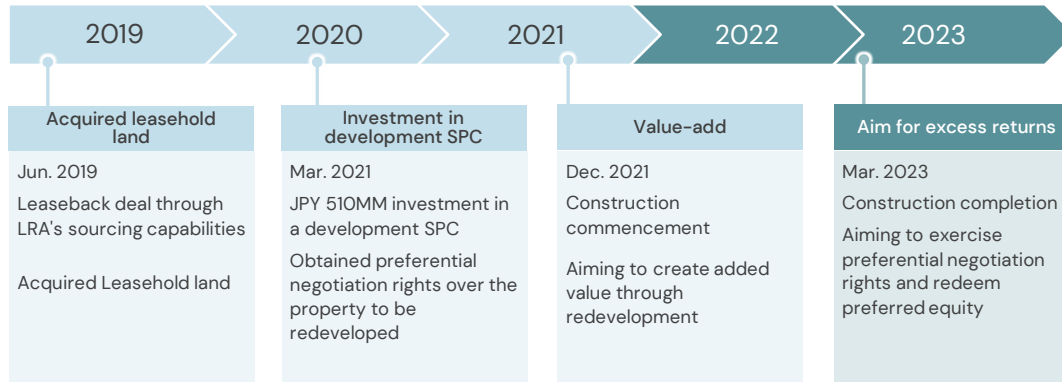 2019
2020
2021
2022
2023
Acquired leasehold
land
Jun. 2019
Leaseback deal through
LRA's sourcing capabilities
Acquired Leasehold land
Investment in
development SPC
Mar. 2021
JPY 510MM investment in
a development SPC
Obtained preferential
negotiation rights over the
property to be
redeveloped
Value-add
Dec. 2021
Construction
commencement
Aiming to create added
value through
redevelopment
Aim for excess returns
Mar. 2023
Construction completion
Aiming to exercise
preferential negotiation
rights and redeem
preferred equity